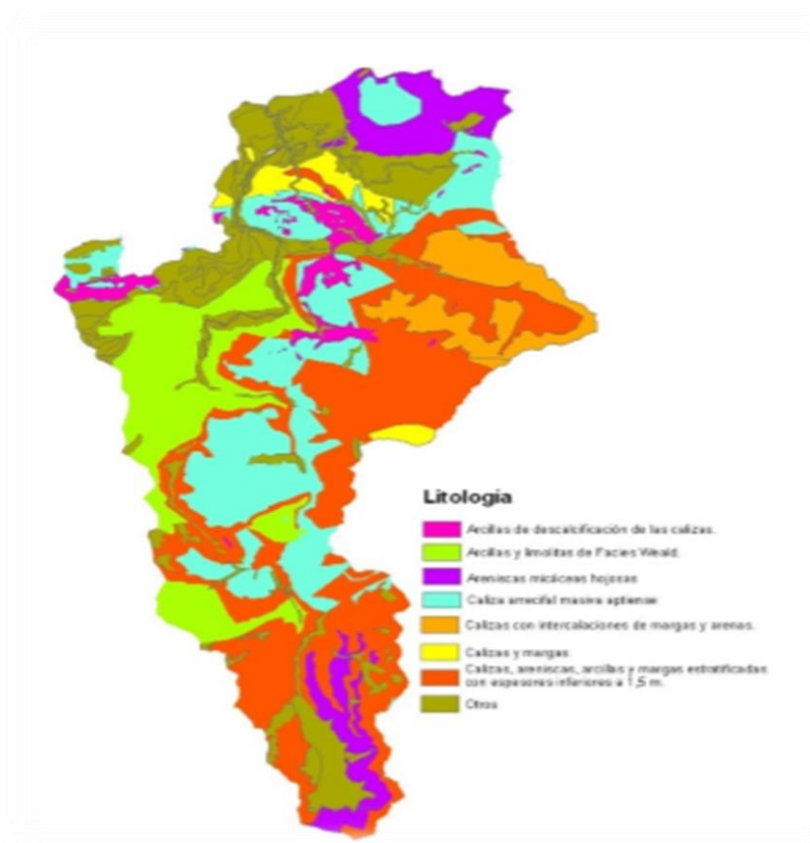 Litología
Arcillas de descalcificación de las calizas.
Arcillas y limolitas de Facies Weald.
Areniscas micáceas hojosas
Caliza arrecifal masiva aptiense
Calizas con intercalaciones de margas y arenas.
Calizas y margas.
Calizas, areniscas, arcillas y margas estratificadas
con espesores inferiores a 1,5 m.
Otros